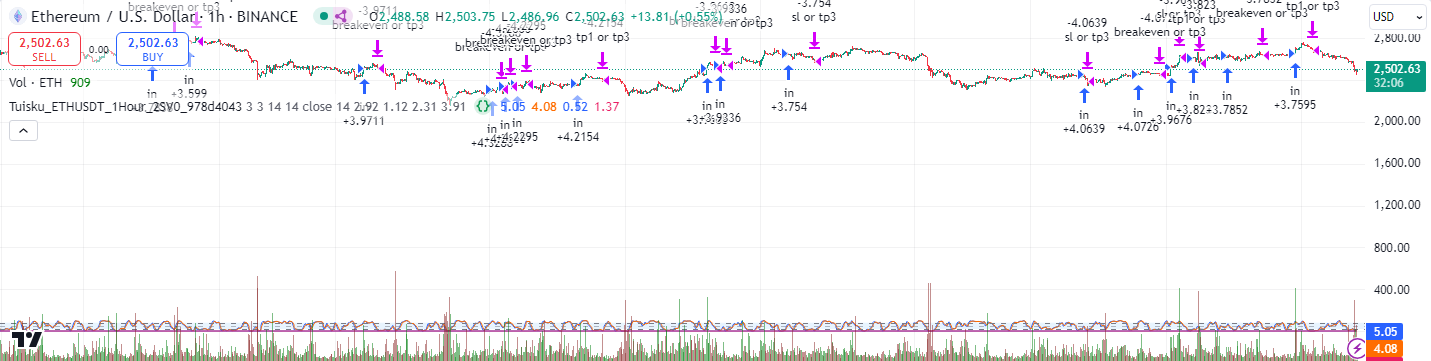 Ethereum / U.S. Dollar · 1h · BINANCE
O2,488.58 H2,503.75 L2,486.96 C2,502.63 +13.81 (+0.55%)
2,502.63
SELL
0.00
2,502.63
BUY
Vol · ETH 909
Tuisku_ETHUSDT_1Hour_2SV0_978d4043 3 3 14 14 close 14 2.92 1.12 2.31 3.91 5.05 4.08 0.52 1.37
USD
2,800.00
2,502.63
32:06
2,000.00
1,600.00
1,200.00
800.00
400.00
5.05
4.08
breakeven or tp3
+3.599
-3.9711
breakeven or tp3
in
+3.9711
breakeven or tp3
in
in
in
+4.2295
-4.2154
tp1 or tp3
in
+4.2154
breakeven or tp3
in
in
+3.9336
-3.754
sl or tp3
in
+3.754
-4.0639
sl or tp3
in
+4.0639
breakeven or tp3
in
+4.0726
in
+3.9676
in
in
+3.7852
breakeven or tp3
tp1 or tp3
in
+3.7595